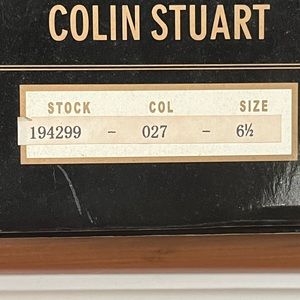 COLIN STUART
STOCK COL SIZE
194299 - 027 - 6½